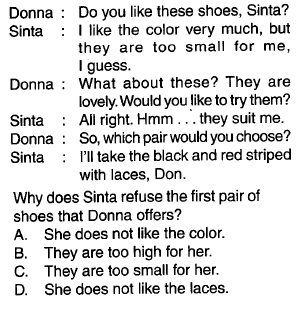 Donna : Do you like these shoes, Sinta?
Sinta : I like the color very much, but
they are too small for me,
I guess.
Donna : What about these? They are
lovely. Would you like to try them?
Sinta : All right. Hmm . . . they suit me.
Donna : So, which pair would you choose?
Sinta : I'll take the black and red striped
with laces, Don.
Why does Sinta refuse the first pair of
shoes that Donna offers?
A. She does not like the color.
B. They are too high for her.
C. They are too small for her.
D. She does not like the laces.